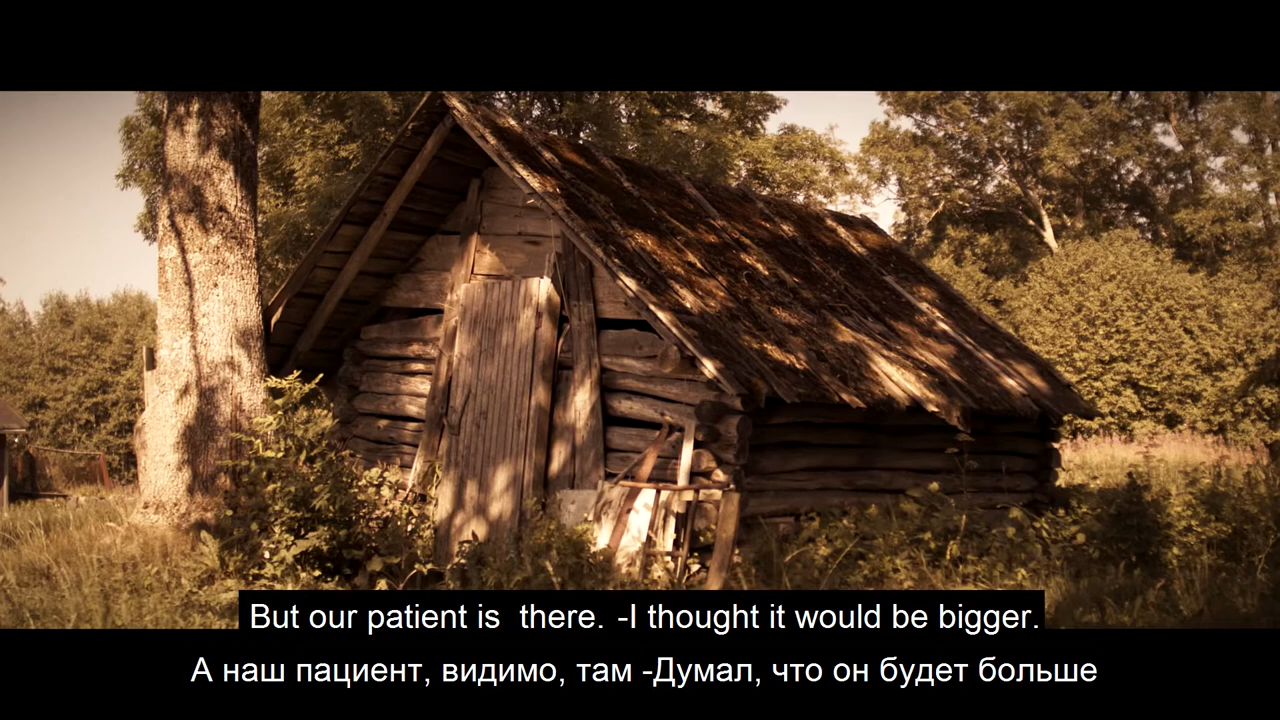 But our patient is  there. -I thought it would be bigger.
А наш пациент, видимо, там -Думал, что он будет больше